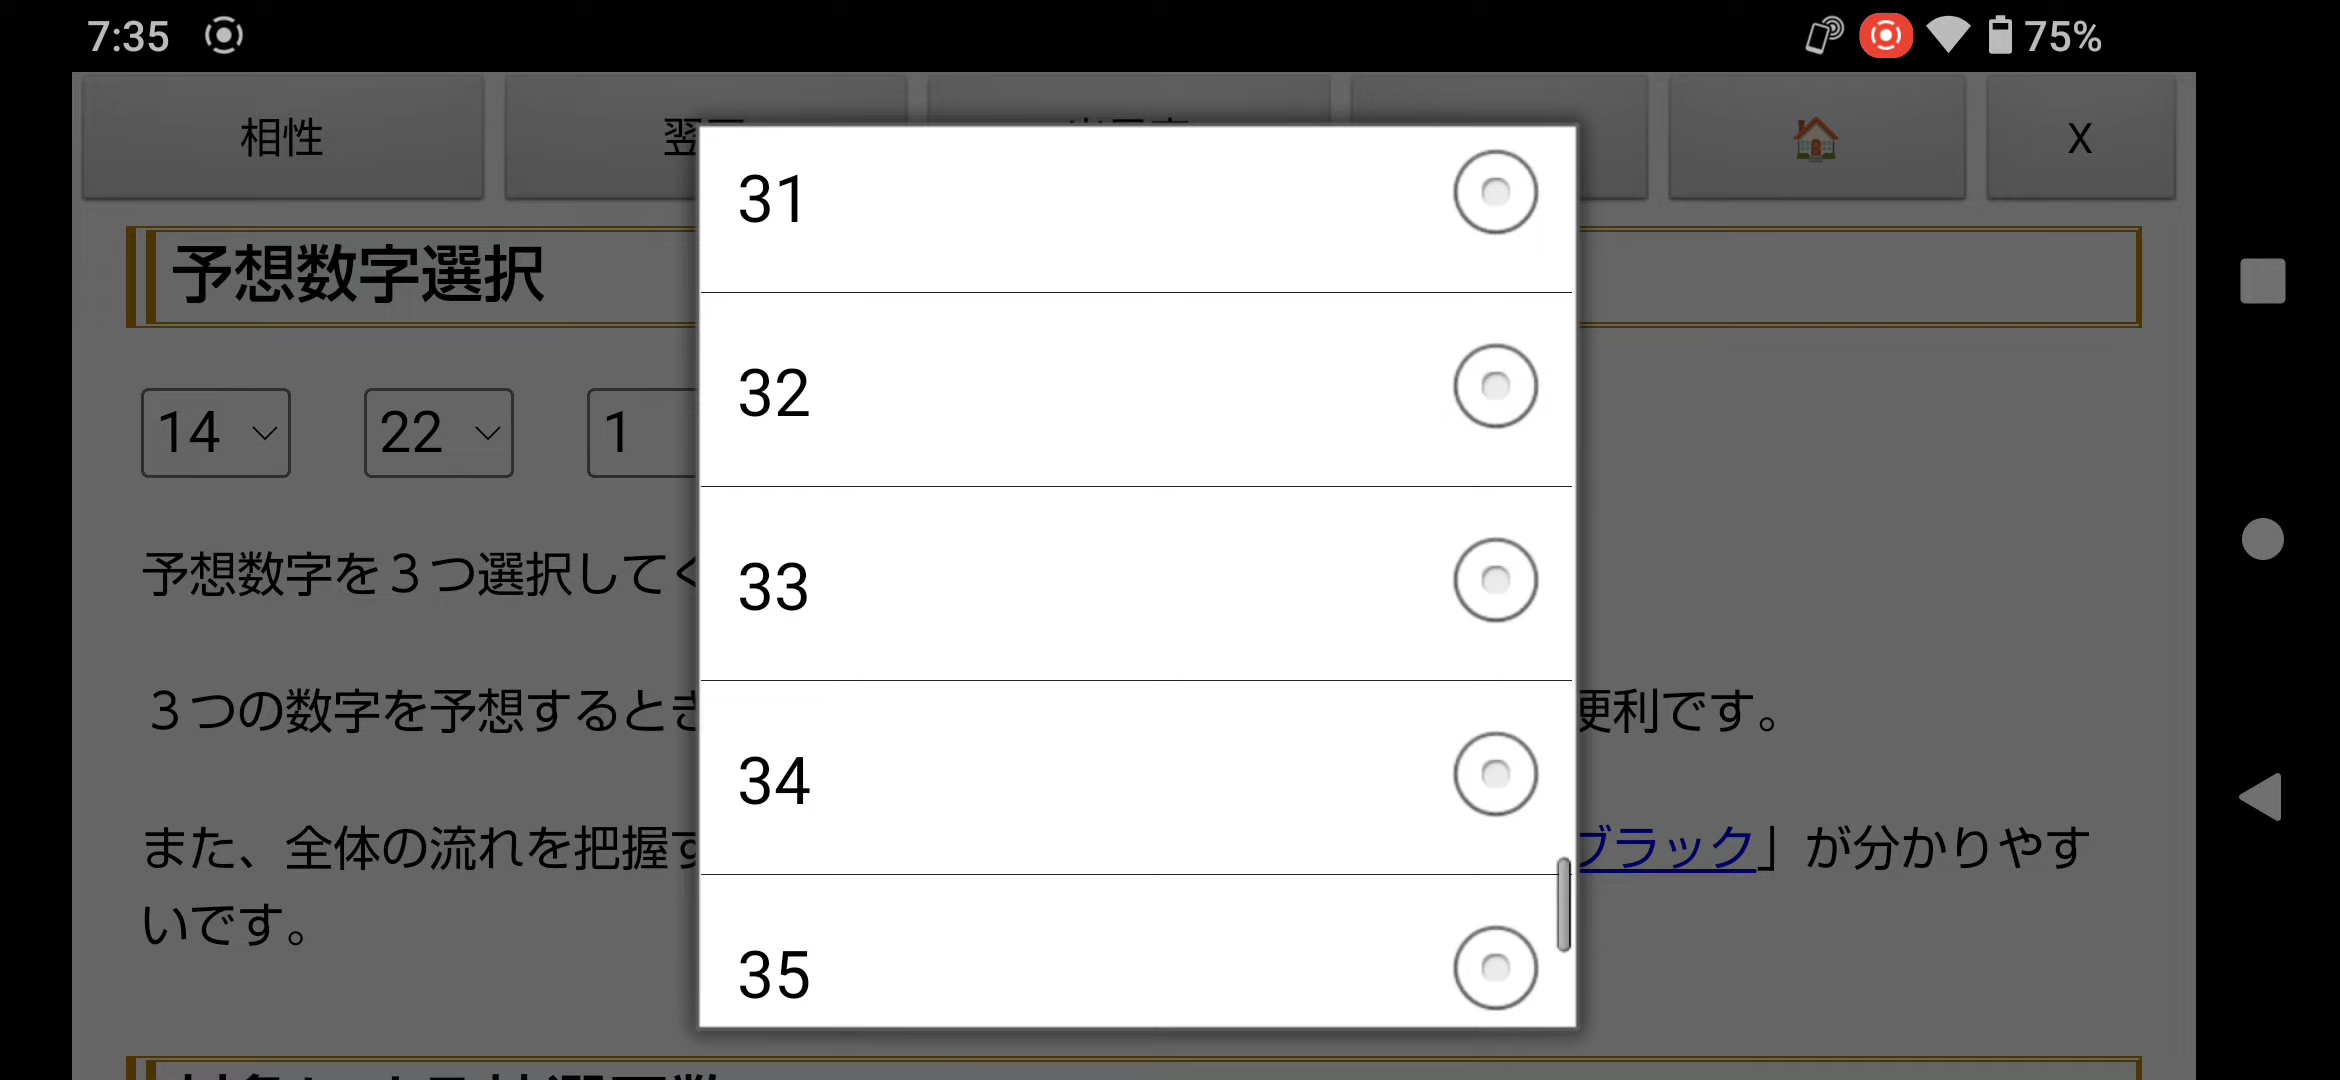 7:35
75%
相性
翌
X
予想数字選択
14
22
1
予想数字を３つ選択してく
３つの数字を予想するとき
便利です。
また、全体の流れを把握す
ブラック」が分かりやす
いです。
31
32
33
34
35